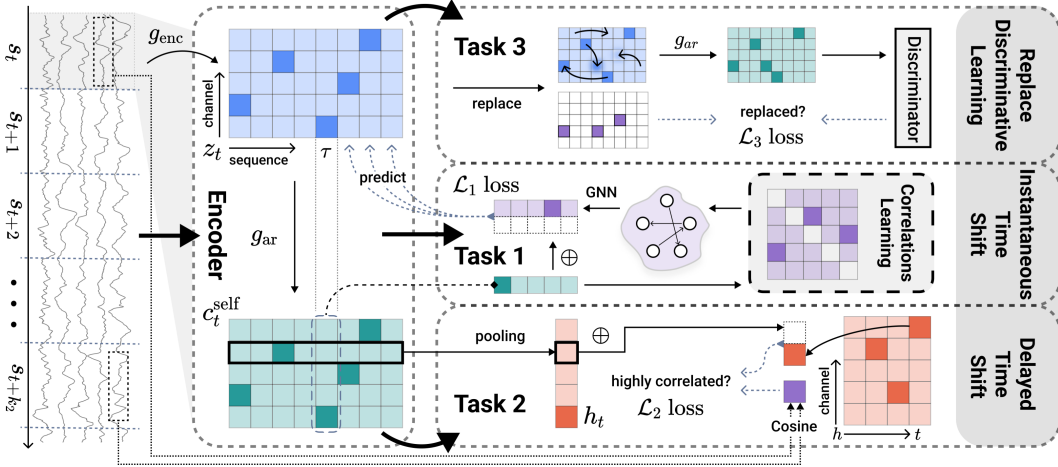 s_t
s_{t+1}
s_{t+2}
s_{t+k_2}
g_enc
channel
z_t
sequence
τ
Encoder
g_ar
c_t^self
predict
Task 3
replace
g_ar
replaced?
L_3 loss
Discriminator
Replace
Discriminative
Learning
L_1 loss
GNN
Task 1
⊕
Correlations
Learning
Instantaneous
Time
Shift
pooling
⊕
Task 2
h_t
highly correlated?
L_2 loss
Cosine
channel
h
t
Delayed
Time
Shift